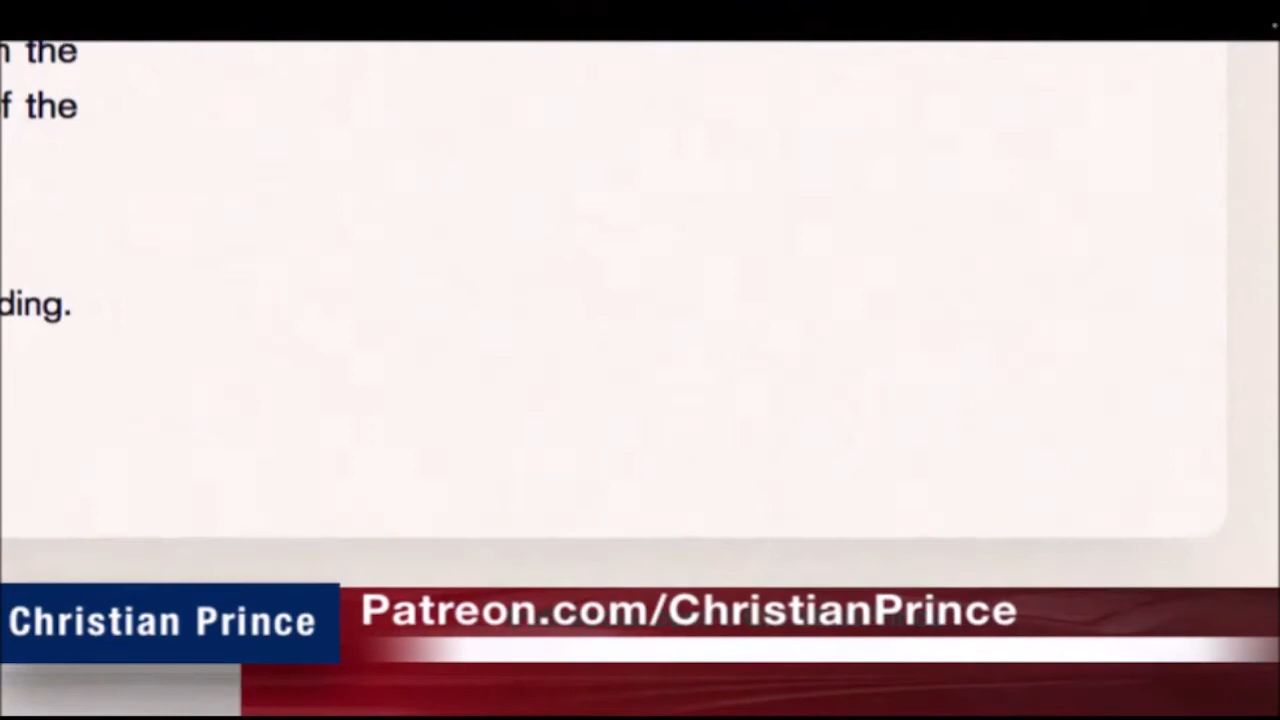 the
f the
ding.
Christian Prince
Patreon.com/ChristianPrince